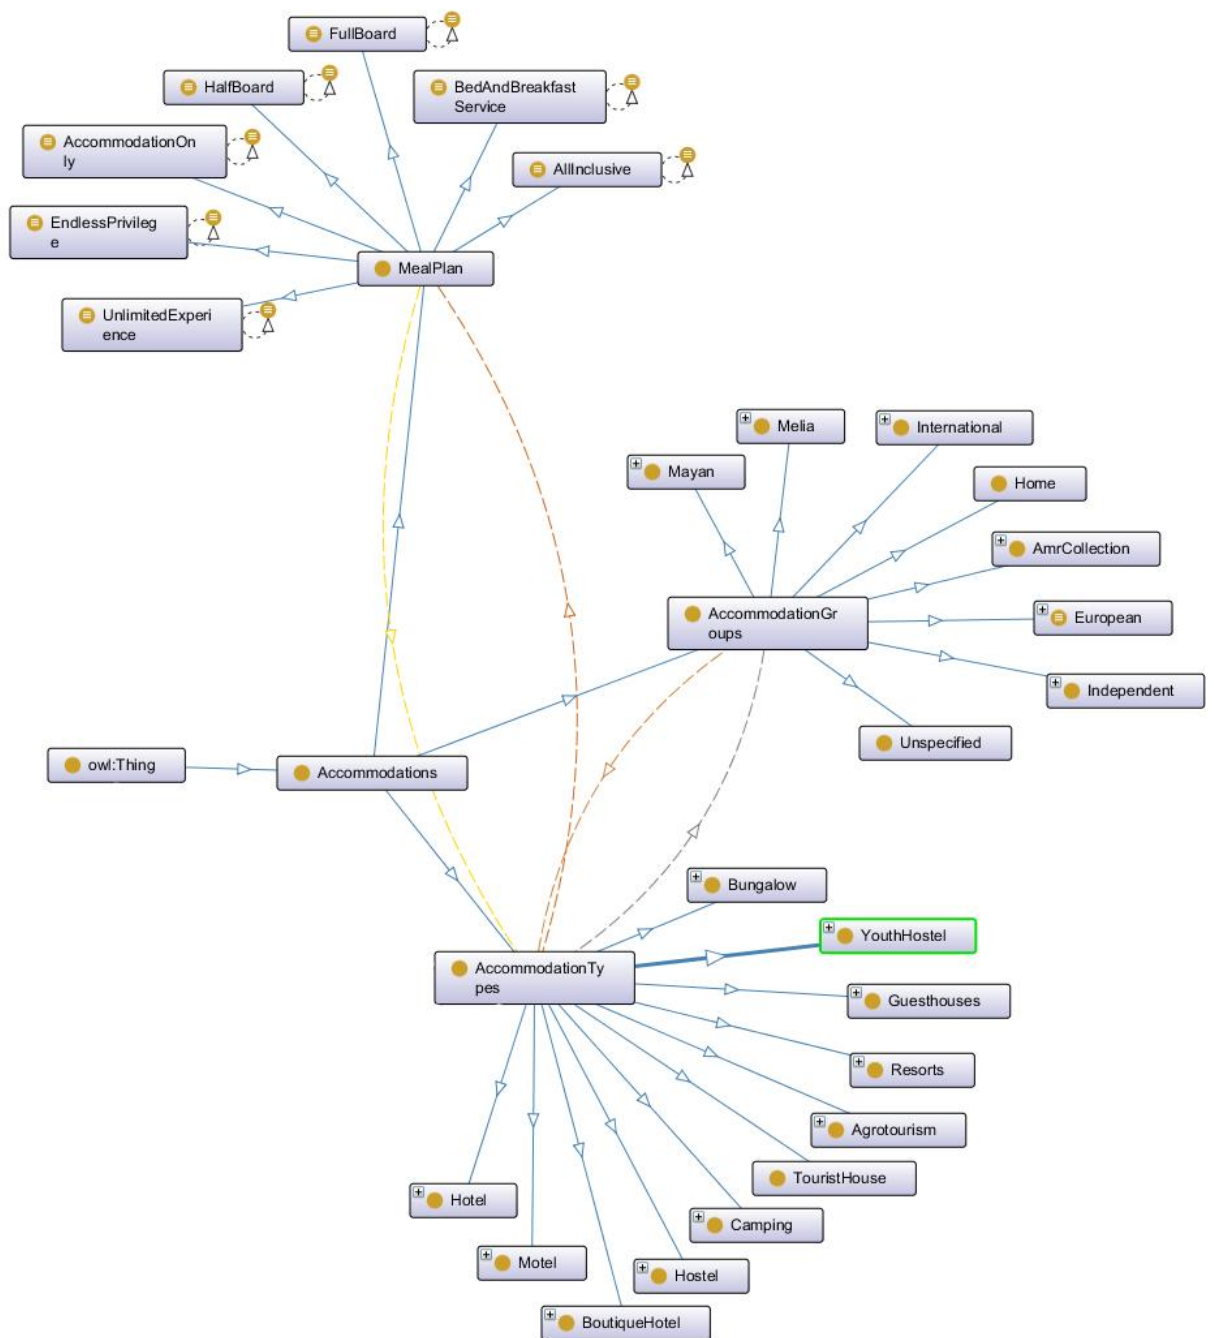 FullBoard
HalfBoard
BedAndBreakfast
Service
AccommodationOn
ly
AllInclusive
EndlessPrivileg
e
MealPlan
UnlimitedExperi
ence
Melia
International
Mayan
Home
AmrCollection
AccommodationGr
oups
European
Independent
Unspecified
owl:Thing
Accommodations
Bungalow
YouthHostel
AccommodationTy
pes
Guesthouses
Resorts
Agrotourism
TouristHouse
Hotel
Camping
Motel
Hostel
BoutiqueHotel